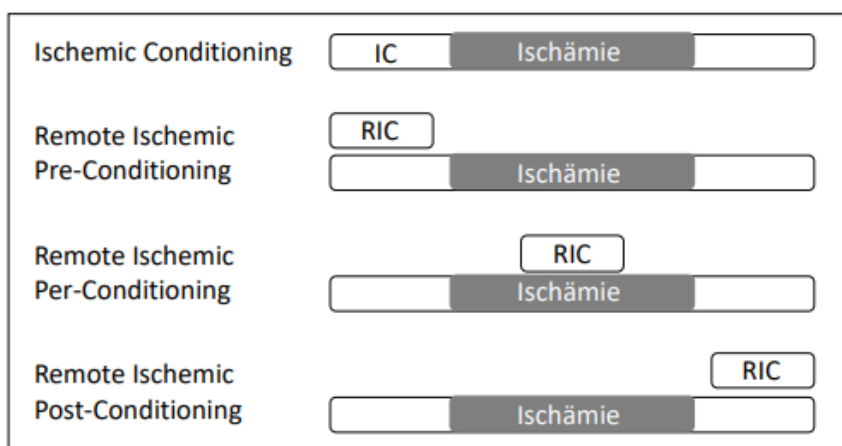 Ischemic Conditioning IC Ischämie
RIC
Remote Ischemic
Pre-Conditioning Ischämie
RIC
Remote Ischemic
Per-Conditioning Ischämie
RIC
Remote Ischemic
Post-Conditioning Ischämie